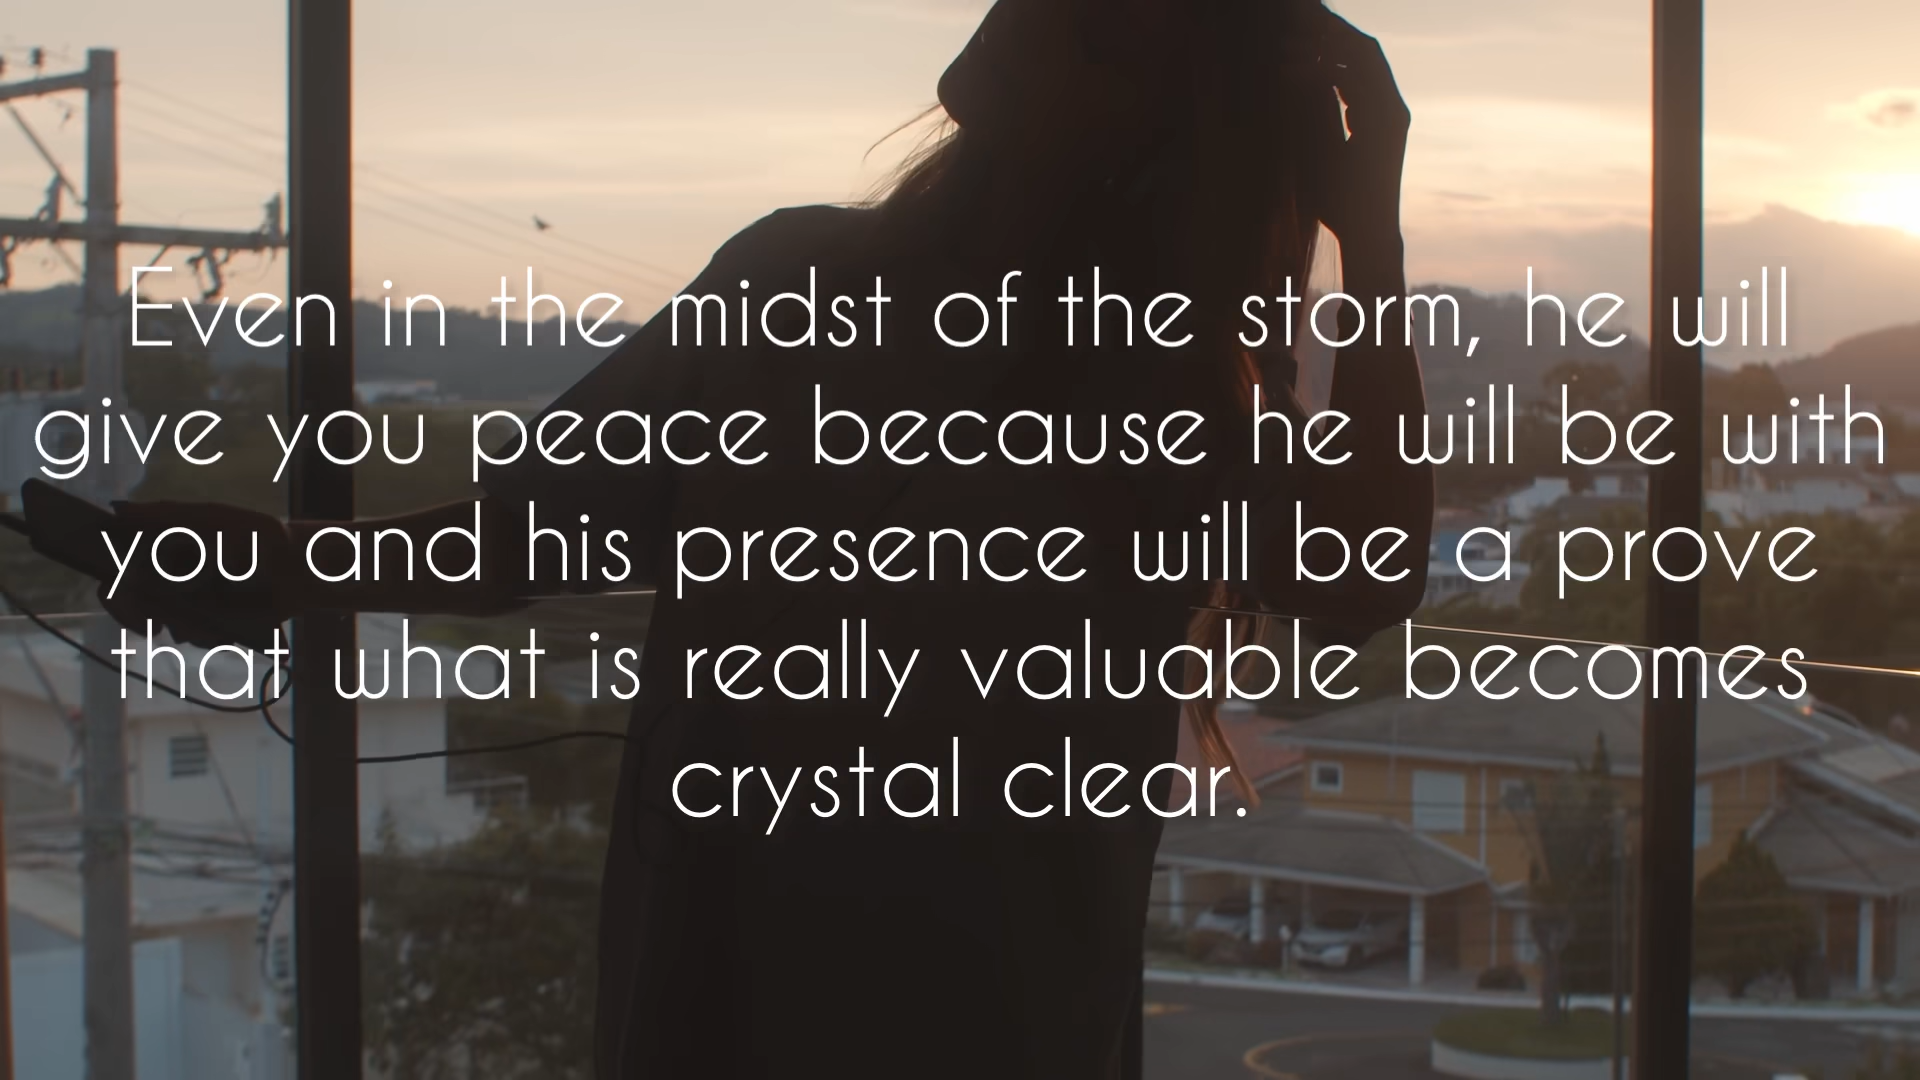 Even in the midst of the storm, he will
give you peace because he will be with
you and his presence will be a prove
that what is really valuable becomes
crystal clear.